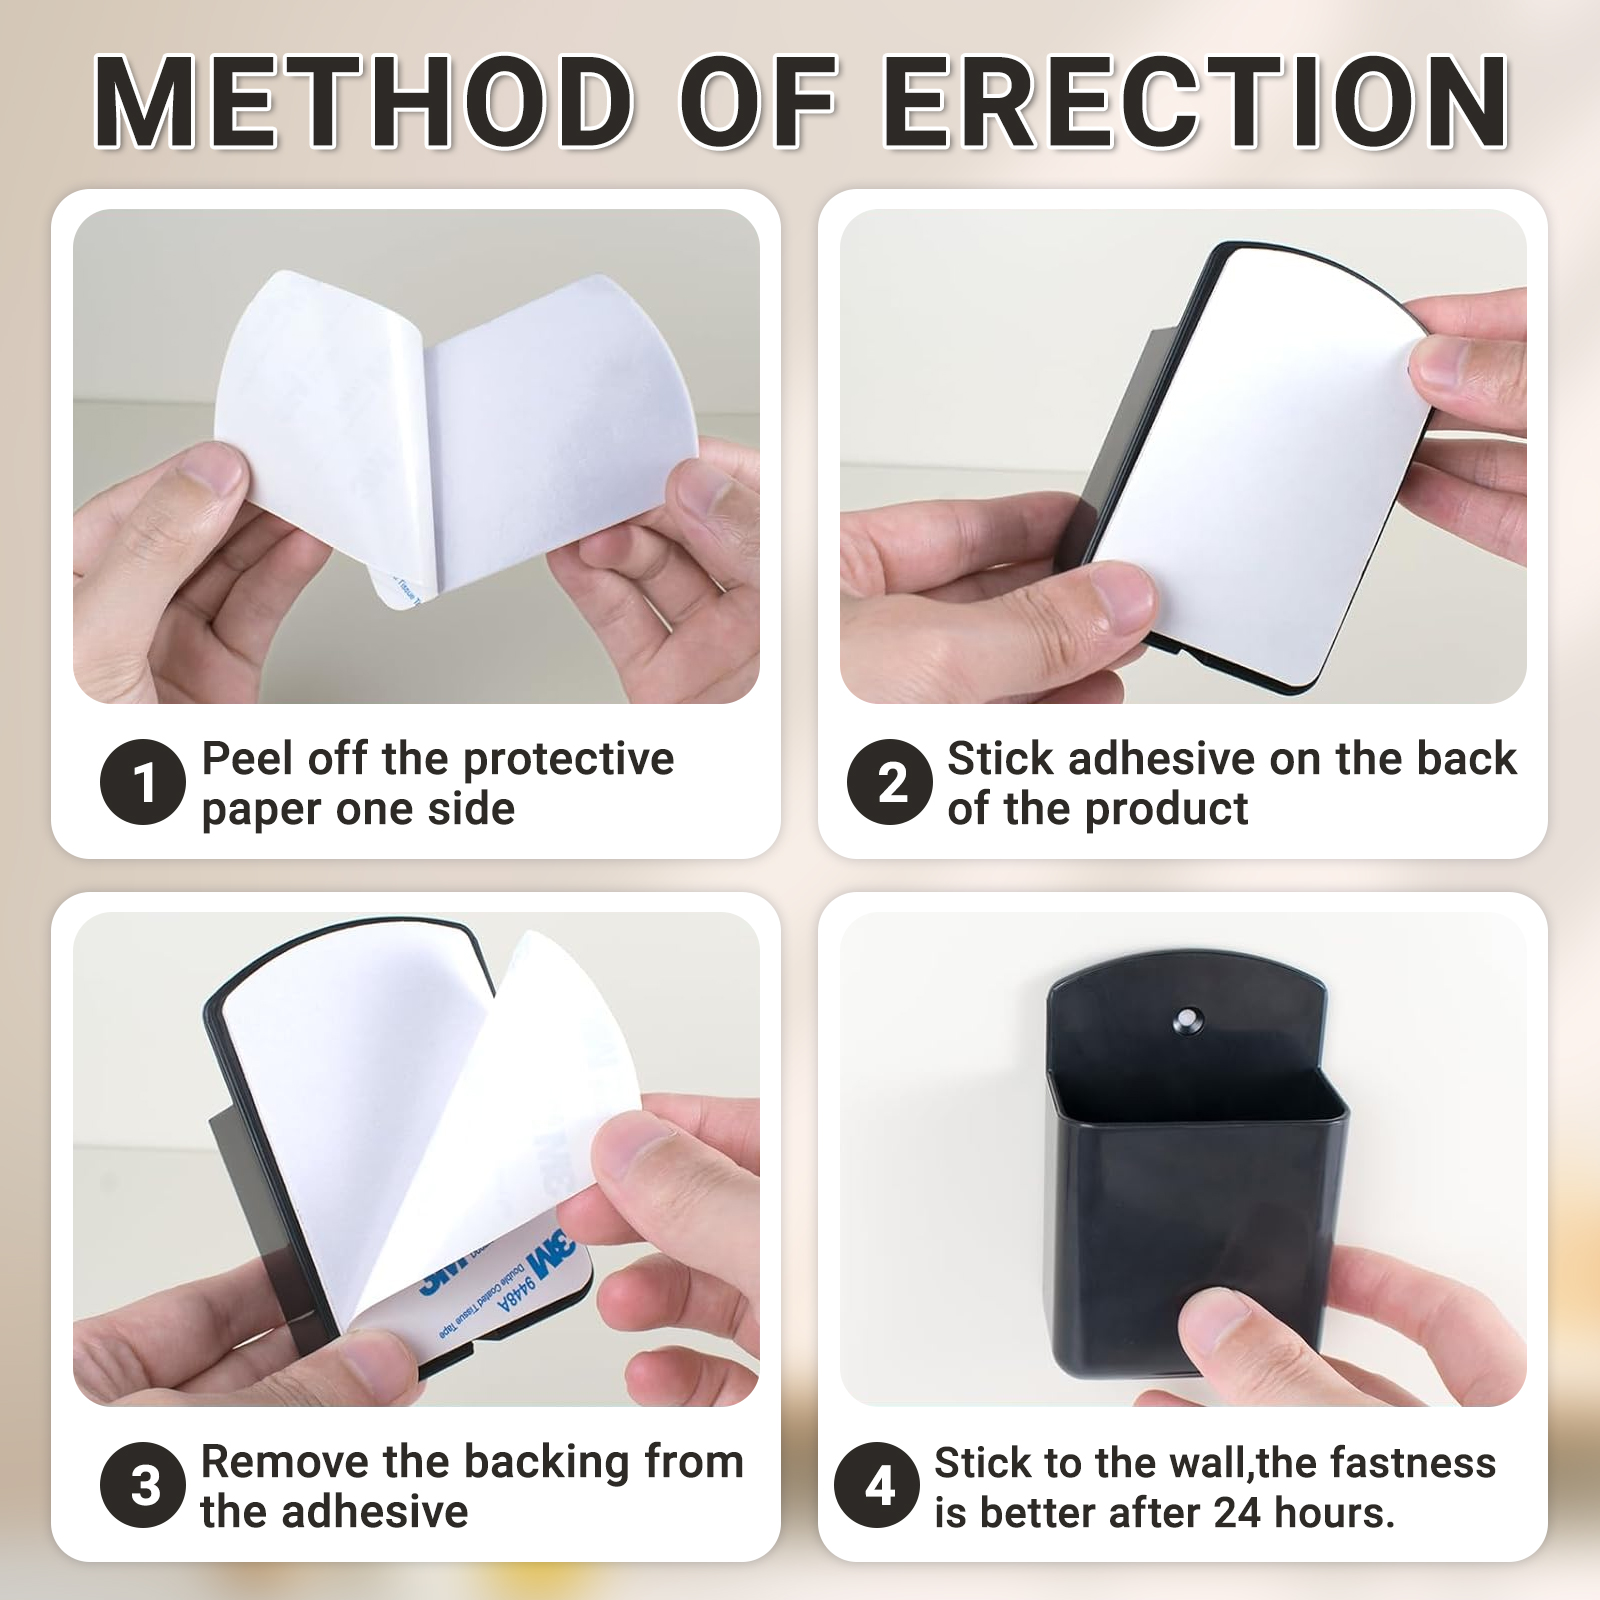 METHOD OF ERECTION
1 Peel off the protective
paper one side
2 Stick adhesive on the back
of the product
3M
9448A
Double Coated Tissue Tape
3 Remove the backing from
the adhesive
4 Stick to the wall,the fastness
is better after 24 hours.